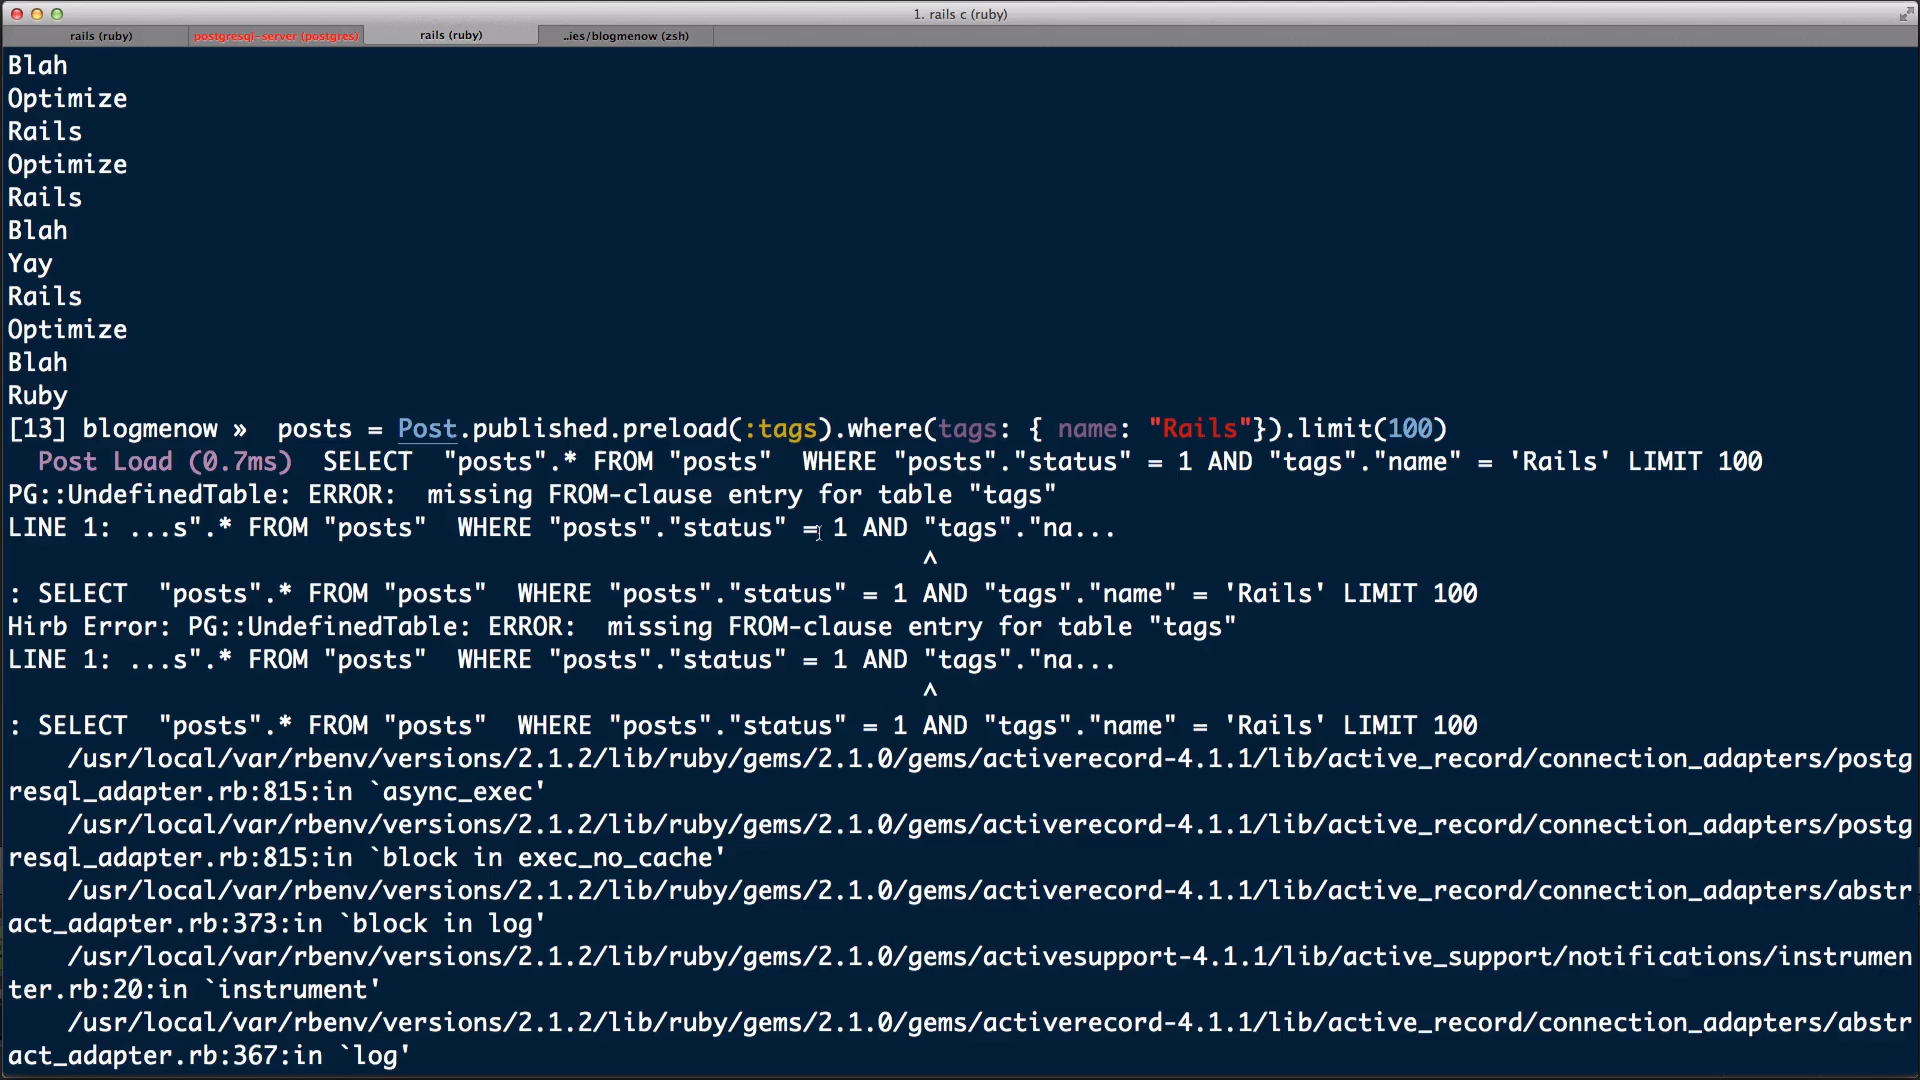 1. rails c (ruby)
rails (ruby)
postgresql-server (postgres)
rails (ruby)
..ies/blogmenow (zsh)
Blah
Optimize
Rails
Optimize
Rails
Blah
Yay
Rails
Optimize
Blah
Ruby
[13] blogmenow »  posts = Post.published.preload(:tags).where(tags: { name: "Rails"}).limit(100)
Post Load (0.7ms)  SELECT  "posts".* FROM "posts"  WHERE "posts"."status" = 1 AND "tags"."name" = 'Rails' LIMIT 100
PG::UndefinedTable: ERROR:  missing FROM-clause entry for table "tags"
LINE 1: ...s".* FROM "posts"  WHERE "posts"."status" = 1 AND "tags"."na...
^
: SELECT  "posts".* FROM "posts"  WHERE "posts"."status" = 1 AND "tags"."name" = 'Rails' LIMIT 100
Hirb Error: PG::UndefinedTable: ERROR:  missing FROM-clause entry for table "tags"
LINE 1: ...s".* FROM "posts"  WHERE "posts"."status" = 1 AND "tags"."na...
^
: SELECT  "posts".* FROM "posts"  WHERE "posts"."status" = 1 AND "tags"."name" = 'Rails' LIMIT 100
/usr/local/var/rbenv/versions/2.1.2/lib/ruby/gems/2.1.0/gems/activerecord-4.1.1/lib/active_record/connection_adapters/postg
resql_adapter.rb:815:in `async_exec'
/usr/local/var/rbenv/versions/2.1.2/lib/ruby/gems/2.1.0/gems/activerecord-4.1.1/lib/active_record/connection_adapters/postg
resql_adapter.rb:815:in `block in exec_no_cache'
/usr/local/var/rbenv/versions/2.1.2/lib/ruby/gems/2.1.0/gems/activerecord-4.1.1/lib/active_record/connection_adapters/abstr
act_adapter.rb:373:in `block in log'
/usr/local/var/rbenv/versions/2.1.2/lib/ruby/gems/2.1.0/gems/activesupport-4.1.1/lib/active_support/notifications/instrumen
ter.rb:20:in `instrument'
/usr/local/var/rbenv/versions/2.1.2/lib/ruby/gems/2.1.0/gems/activerecord-4.1.1/lib/active_record/connection_adapters/abstr
act_adapter.rb:367:in `log'